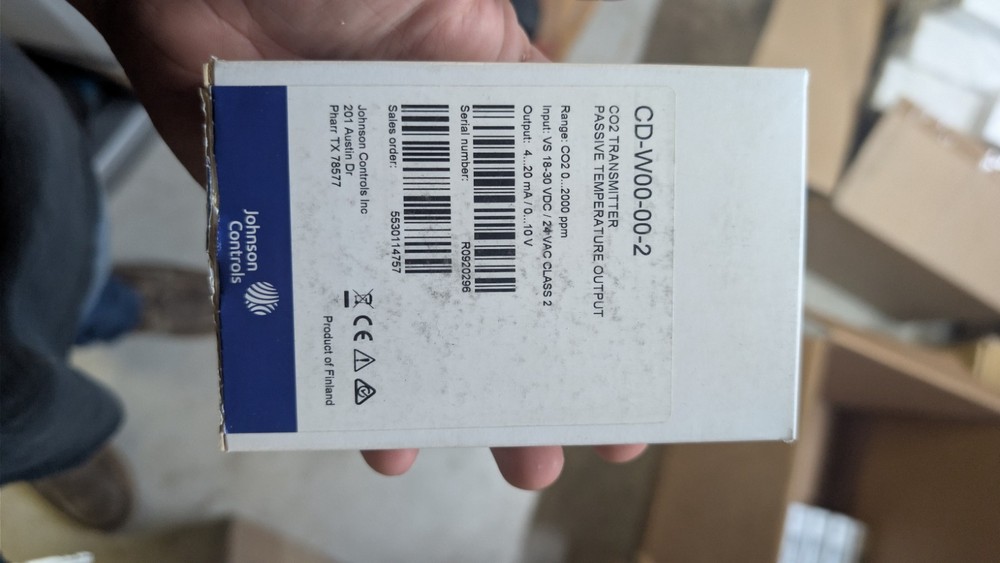 CD-W00-00-2
CO2 TRANSMITTER
PASSIVE TEMPERATURE OUTPUT
Range: CO2 0...2000 ppm
Input: VS 18-30 VDC / 24 VAC CLASS 2
Output: 4...20 mA / 0...10 V
Serial number: R0920296
Sales order: 5530114757
Johnson Controls Inc
201 Austin Dr
Pharr TX 78577
CE
Product of Finland
Johnson
Controls